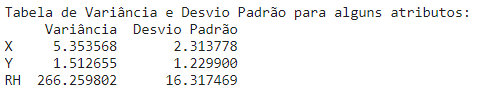 Tabela de Variância e Desvio Padrão para alguns atributos:
Variância Desvio Padrão
X 5.353568 2.313778
Y 1.512655 1.229900
RH 266.259802 16.317469